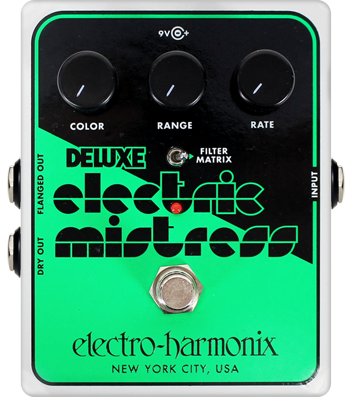 9V +
COLOR RANGE RATE
DELUXE
FILTER
MATRIX
electric
mistress
FLANGED OUT
DRY OUT
INPUT
electro-harmonix
NEW YORK CITY, USA